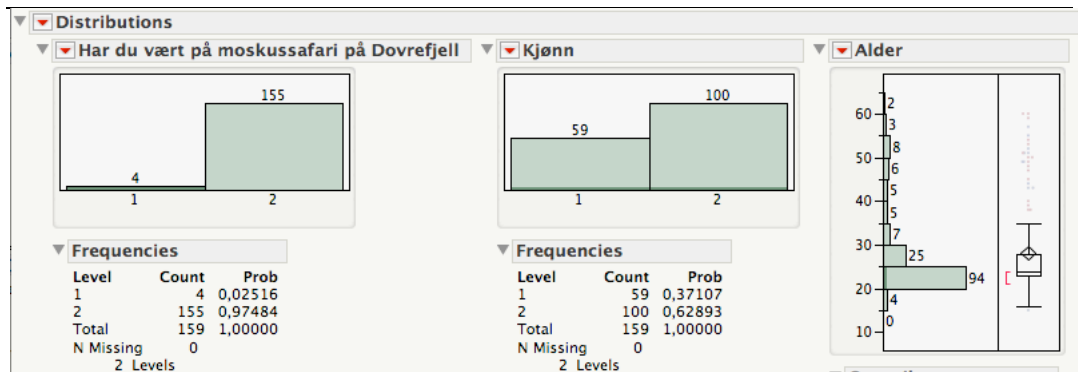 Distributions
Har du vært på moskussafari på Dovrefjell
4
155
1
2
Frequencies
Level Count Prob
1 4 0,02516
2 155 0,97484
Total 159 1,00000
N Missing 0
2 Levels
Kjønn
59
100
1
2
Frequencies
Level Count Prob
1 59 0,37107
2 100 0,62893
Total 159 1,00000
N Missing 0
2 Levels
Alder
2
60
3
8
50
6
5
40
5
7
30
25
94
20
4
0
10